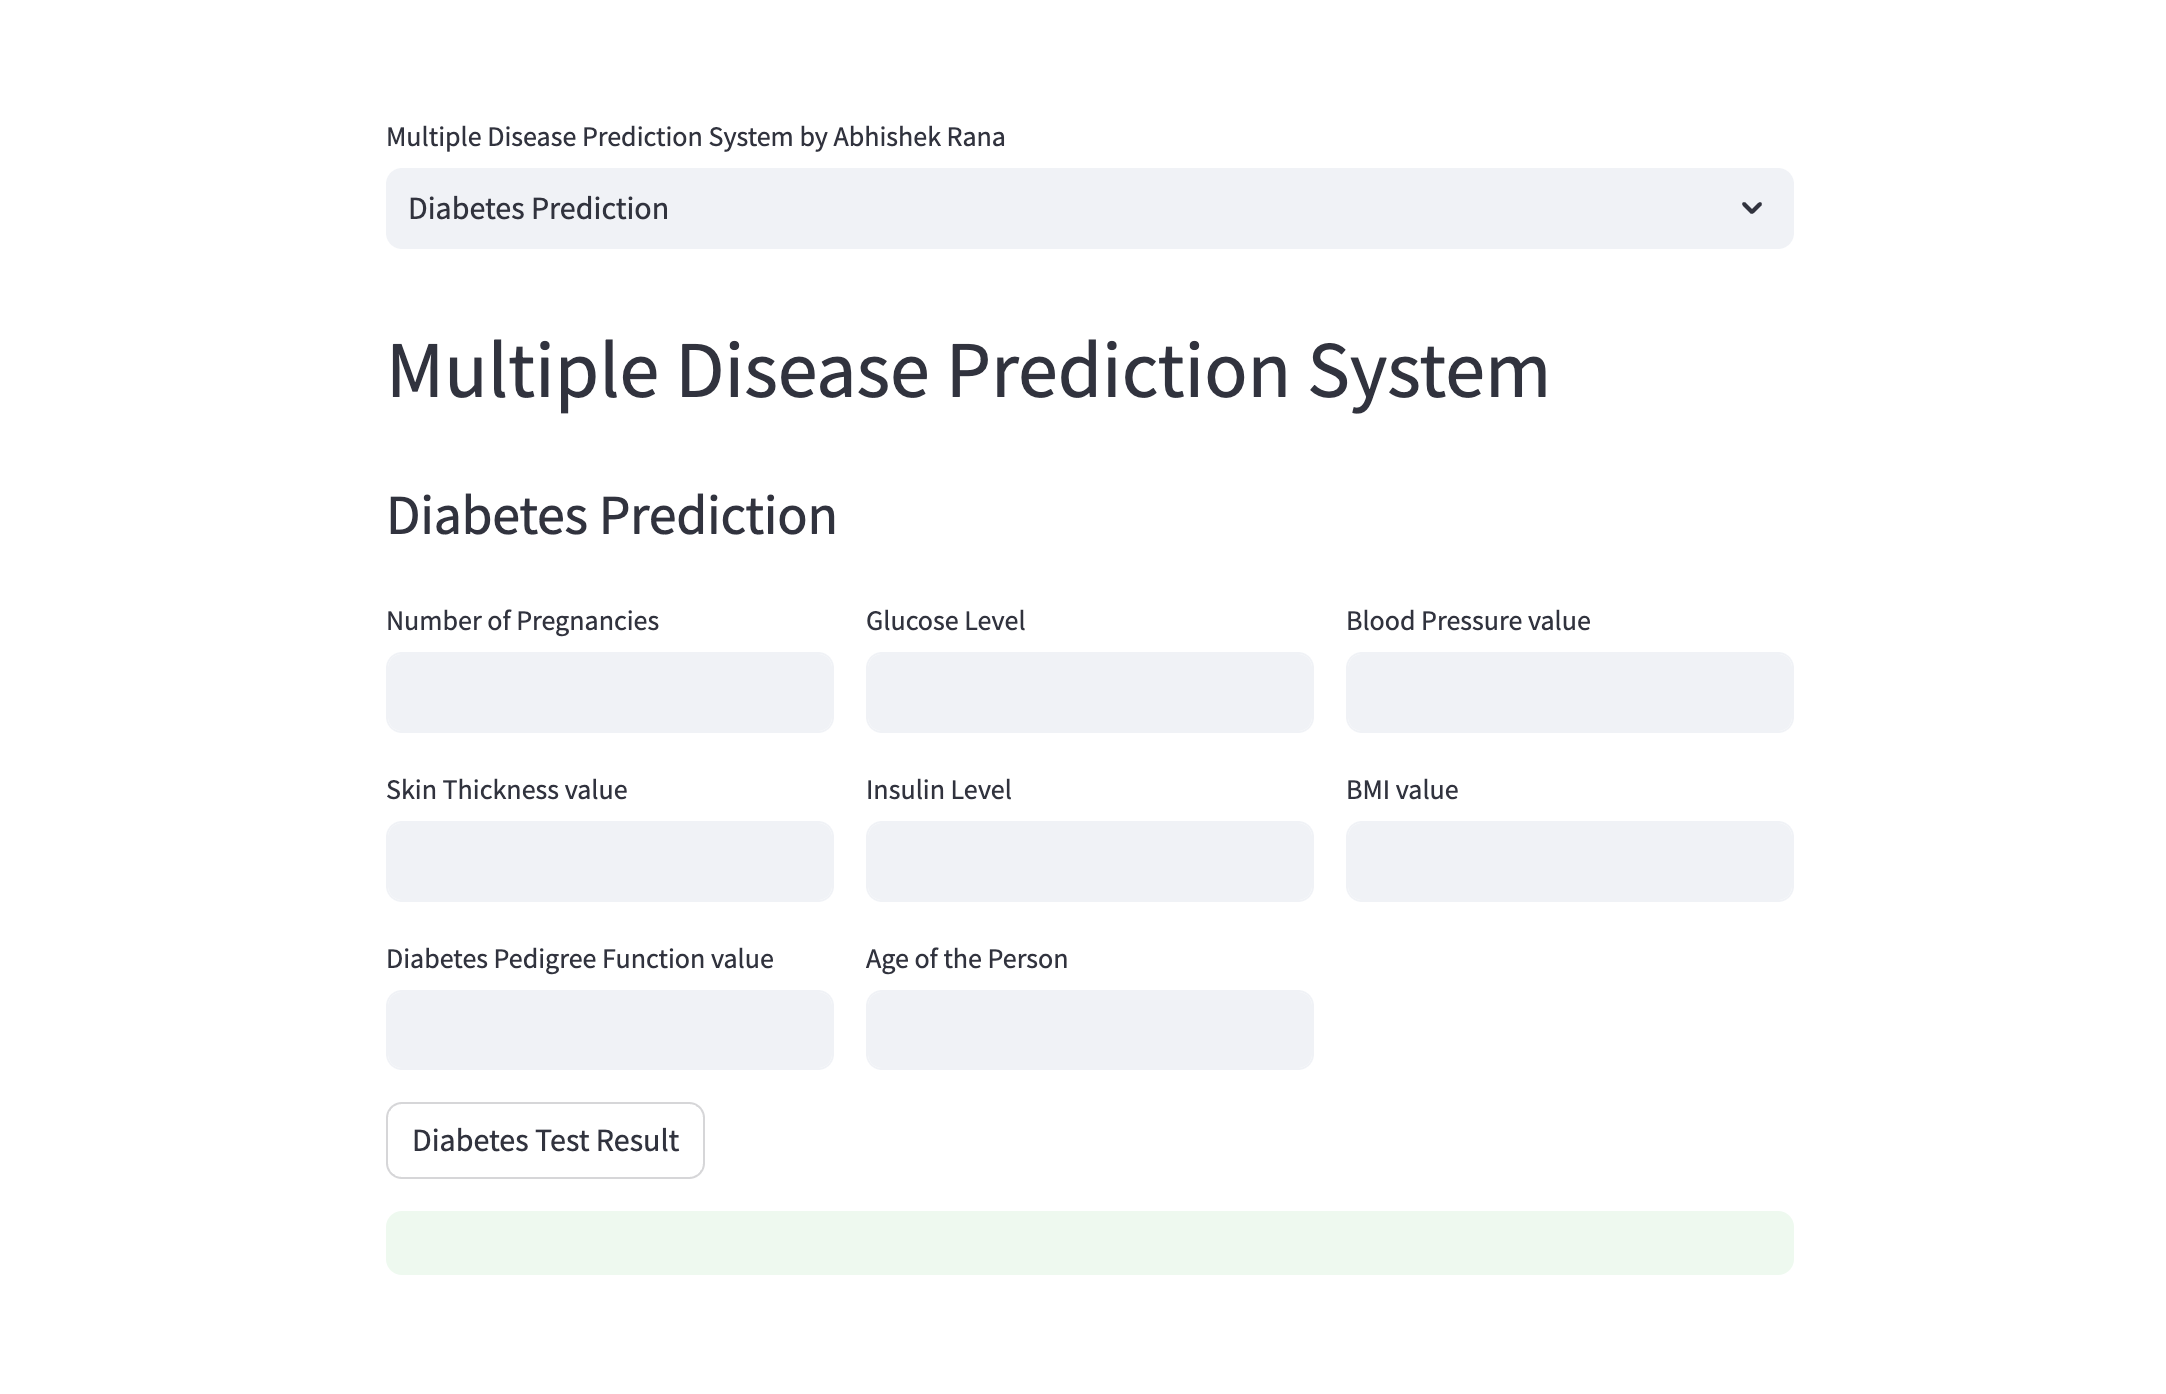 Multiple Disease Prediction System by Abhishek Rana
Diabetes Prediction
Multiple Disease Prediction System
Diabetes Prediction
Number of Pregnancies
Glucose Level
Blood Pressure value
Skin Thickness value
Insulin Level
BMI value
Diabetes Pedigree Function value
Age of the Person
Diabetes Test Result